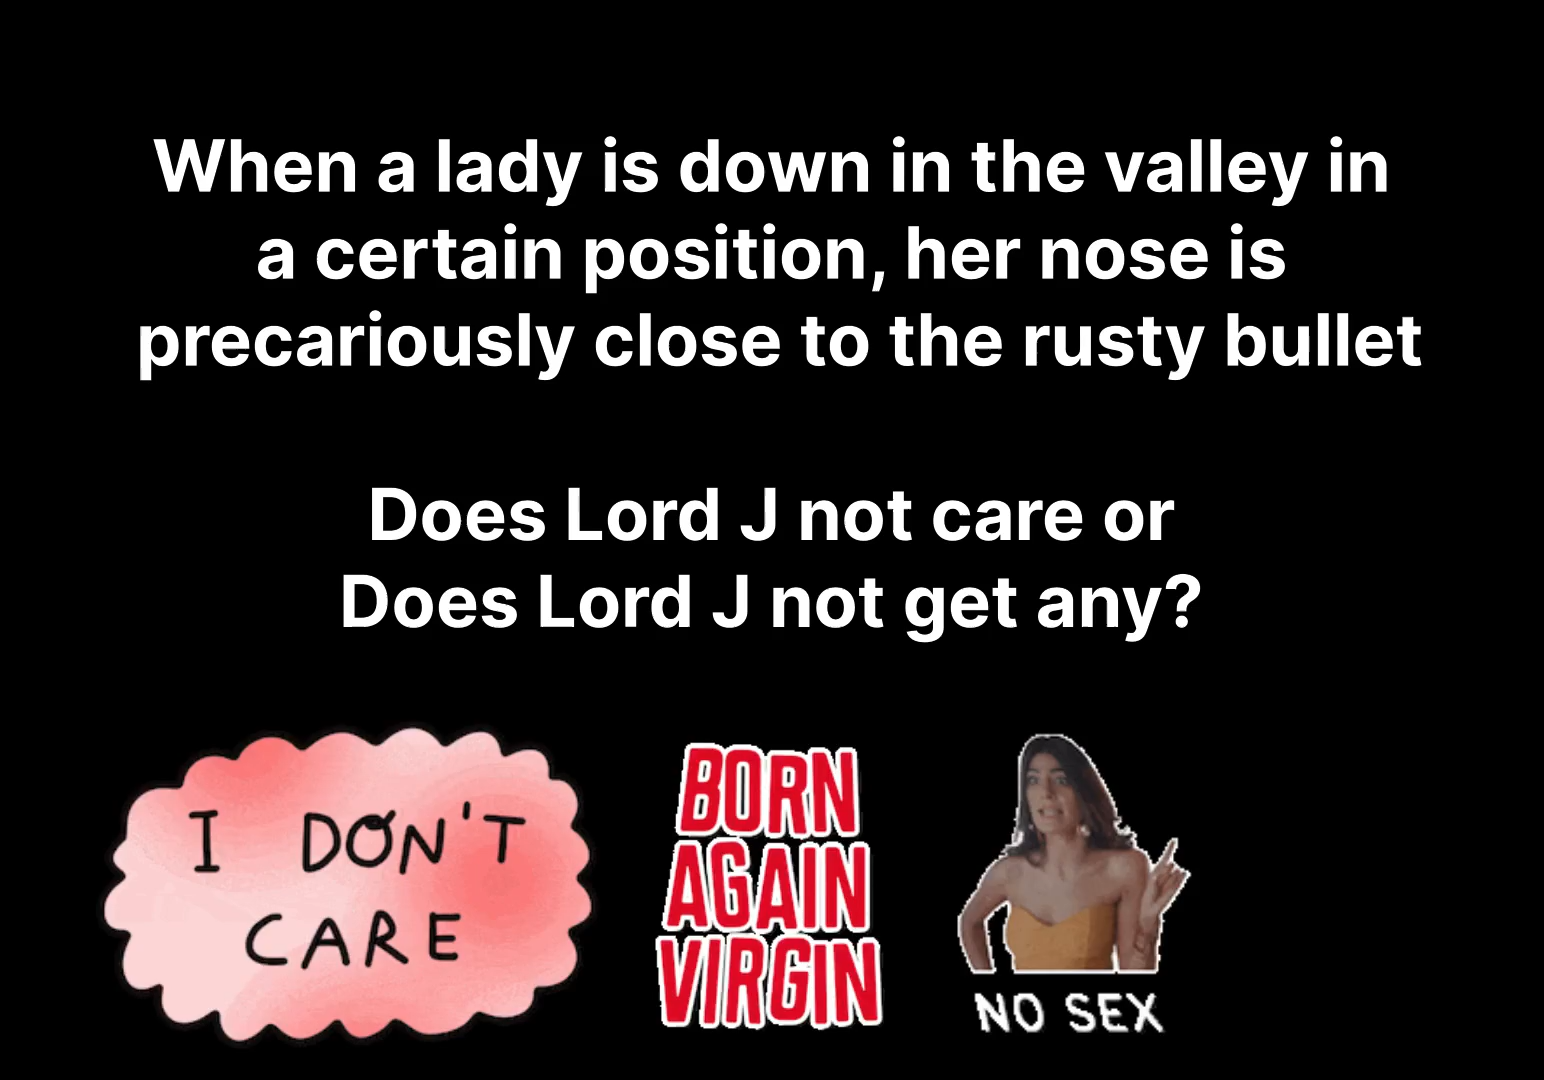 When a lady is down in the valley in
a certain position, her nose is
precariously close to the rusty bullet
Does Lord J not care or
Does Lord J not get any?
I DON'T
CARE
BORN
AGAIN
VIRGIN
NO SEX